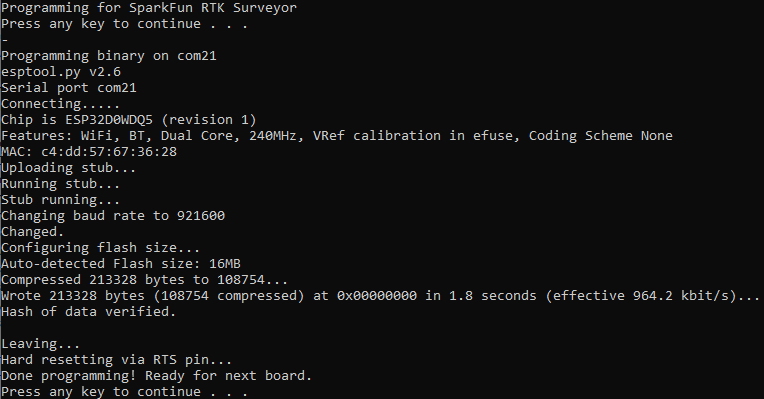 Programming for SparkFun RTK Surveyor
Press any key to continue . . .
-
Programming binary on com21
esptool.py v2.6
Serial port com21
Connecting.....
Chip is ESP32D0WDQ5 (revision 1)
Features: WiFi, BT, Dual Core, 240MHz, VRef calibration in efuse, Coding Scheme None
MAC: c4:dd:57:67:36:28
Uploading stub...
Running stub...
Stub running...
Changing baud rate to 921600
Changed.
Configuring flash size...
Auto-detected Flash size: 16MB
Compressed 213328 bytes to 108754...
Wrote 213328 bytes (108754 compressed) at 0x00000000 in 1.8 seconds (effective 964.2 kbit/s)...
Hash of data verified.
Leaving...
Hard resetting via RTS pin...
Done programming! Ready for next board.
Press any key to continue . . .